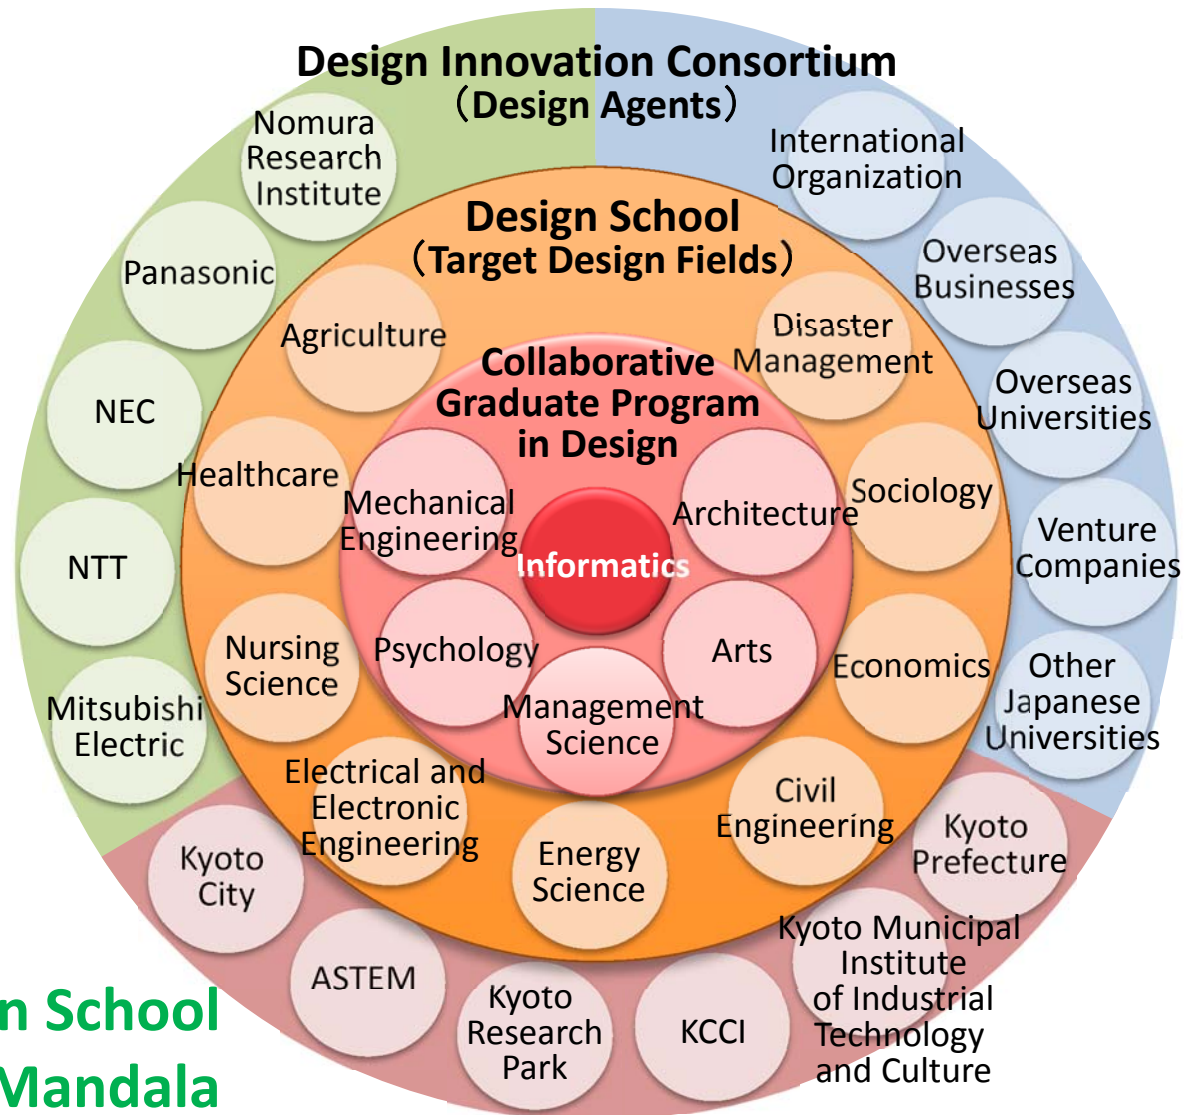 Design Innovation Consortium
（Design Agents）
Nomura
Research
Institute
International
Organization
Panasonic
Overseas
Businesses
NEC
Overseas
Universities
NTT
Venture
Companies
Mitsubishi
Electric
Other
Japanese
Universities
Design School
（Target Design Fields）
Agriculture
Disaster
Management
Healthcare
Sociology
Nursing
Science
Economics
Electrical and
Electronic
Engineering
Civil
Engineering
Energy
Science
Collaborative
Graduate Program
in Design
Mechanical
Engineering
Architecture
Informatics
Psychology
Arts
Management
Science
Kyoto
City
Kyoto
Prefecture
ASTEM
Kyoto
Research
Park
KCCI
Kyoto Municipal
Institute
of Industrial
Technology
and Culture
n School
Mandala